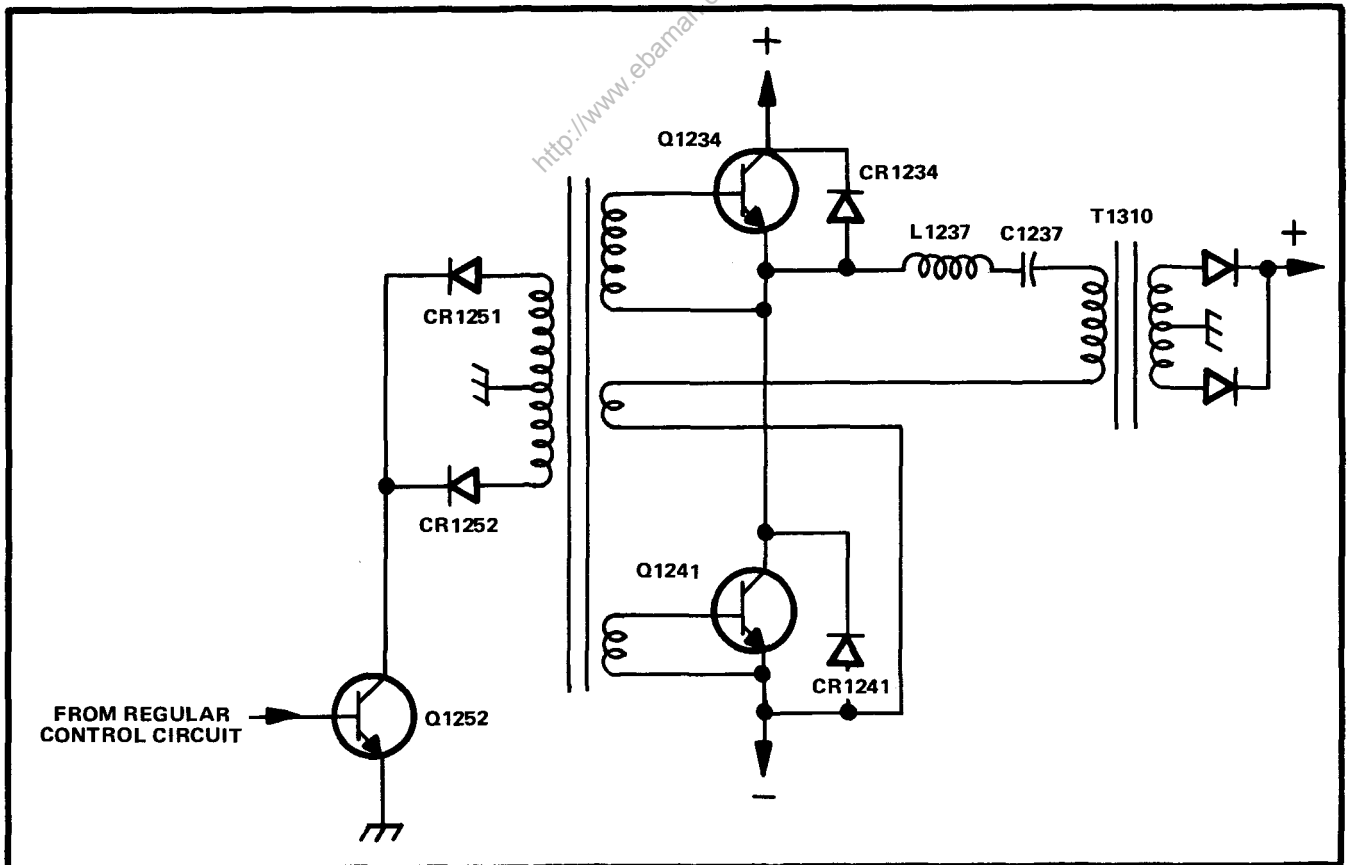 http://www.ebaman
+
Q1234
CR1234
L1237
C1237
T1310
+
CR1251
CR1252
Q1241
CR1241
FROM REGULAR
CONTROL CIRCUIT
Q1252
−